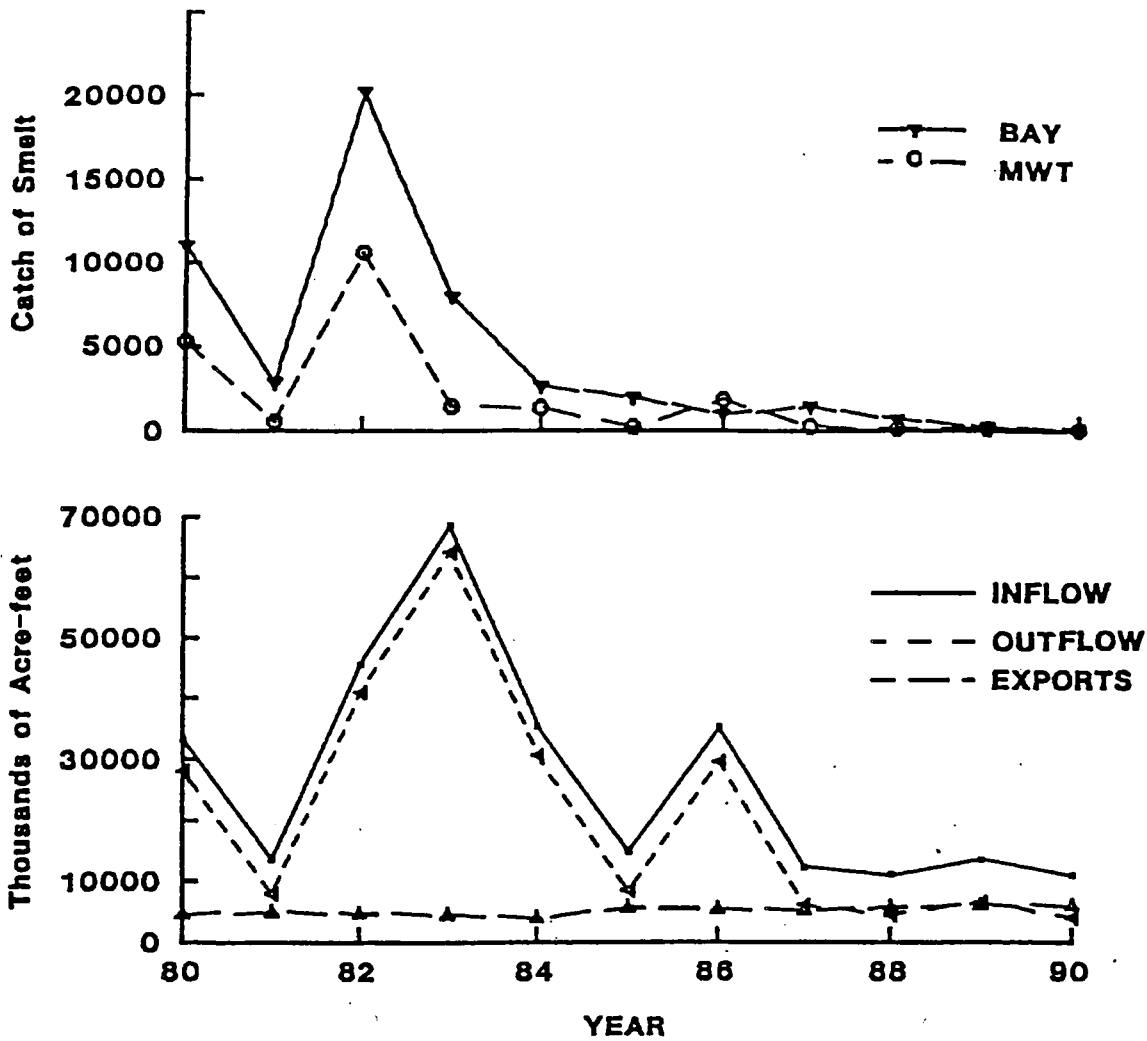 Catch of Smelt
20000
15000
10000
5000
0
BAY
MWT
Thousands of Acre-feet
70000
50000
30000
10000
0
INFLOW
OUTFLOW
EXPORTS
80 82 84 86 88 90
YEAR